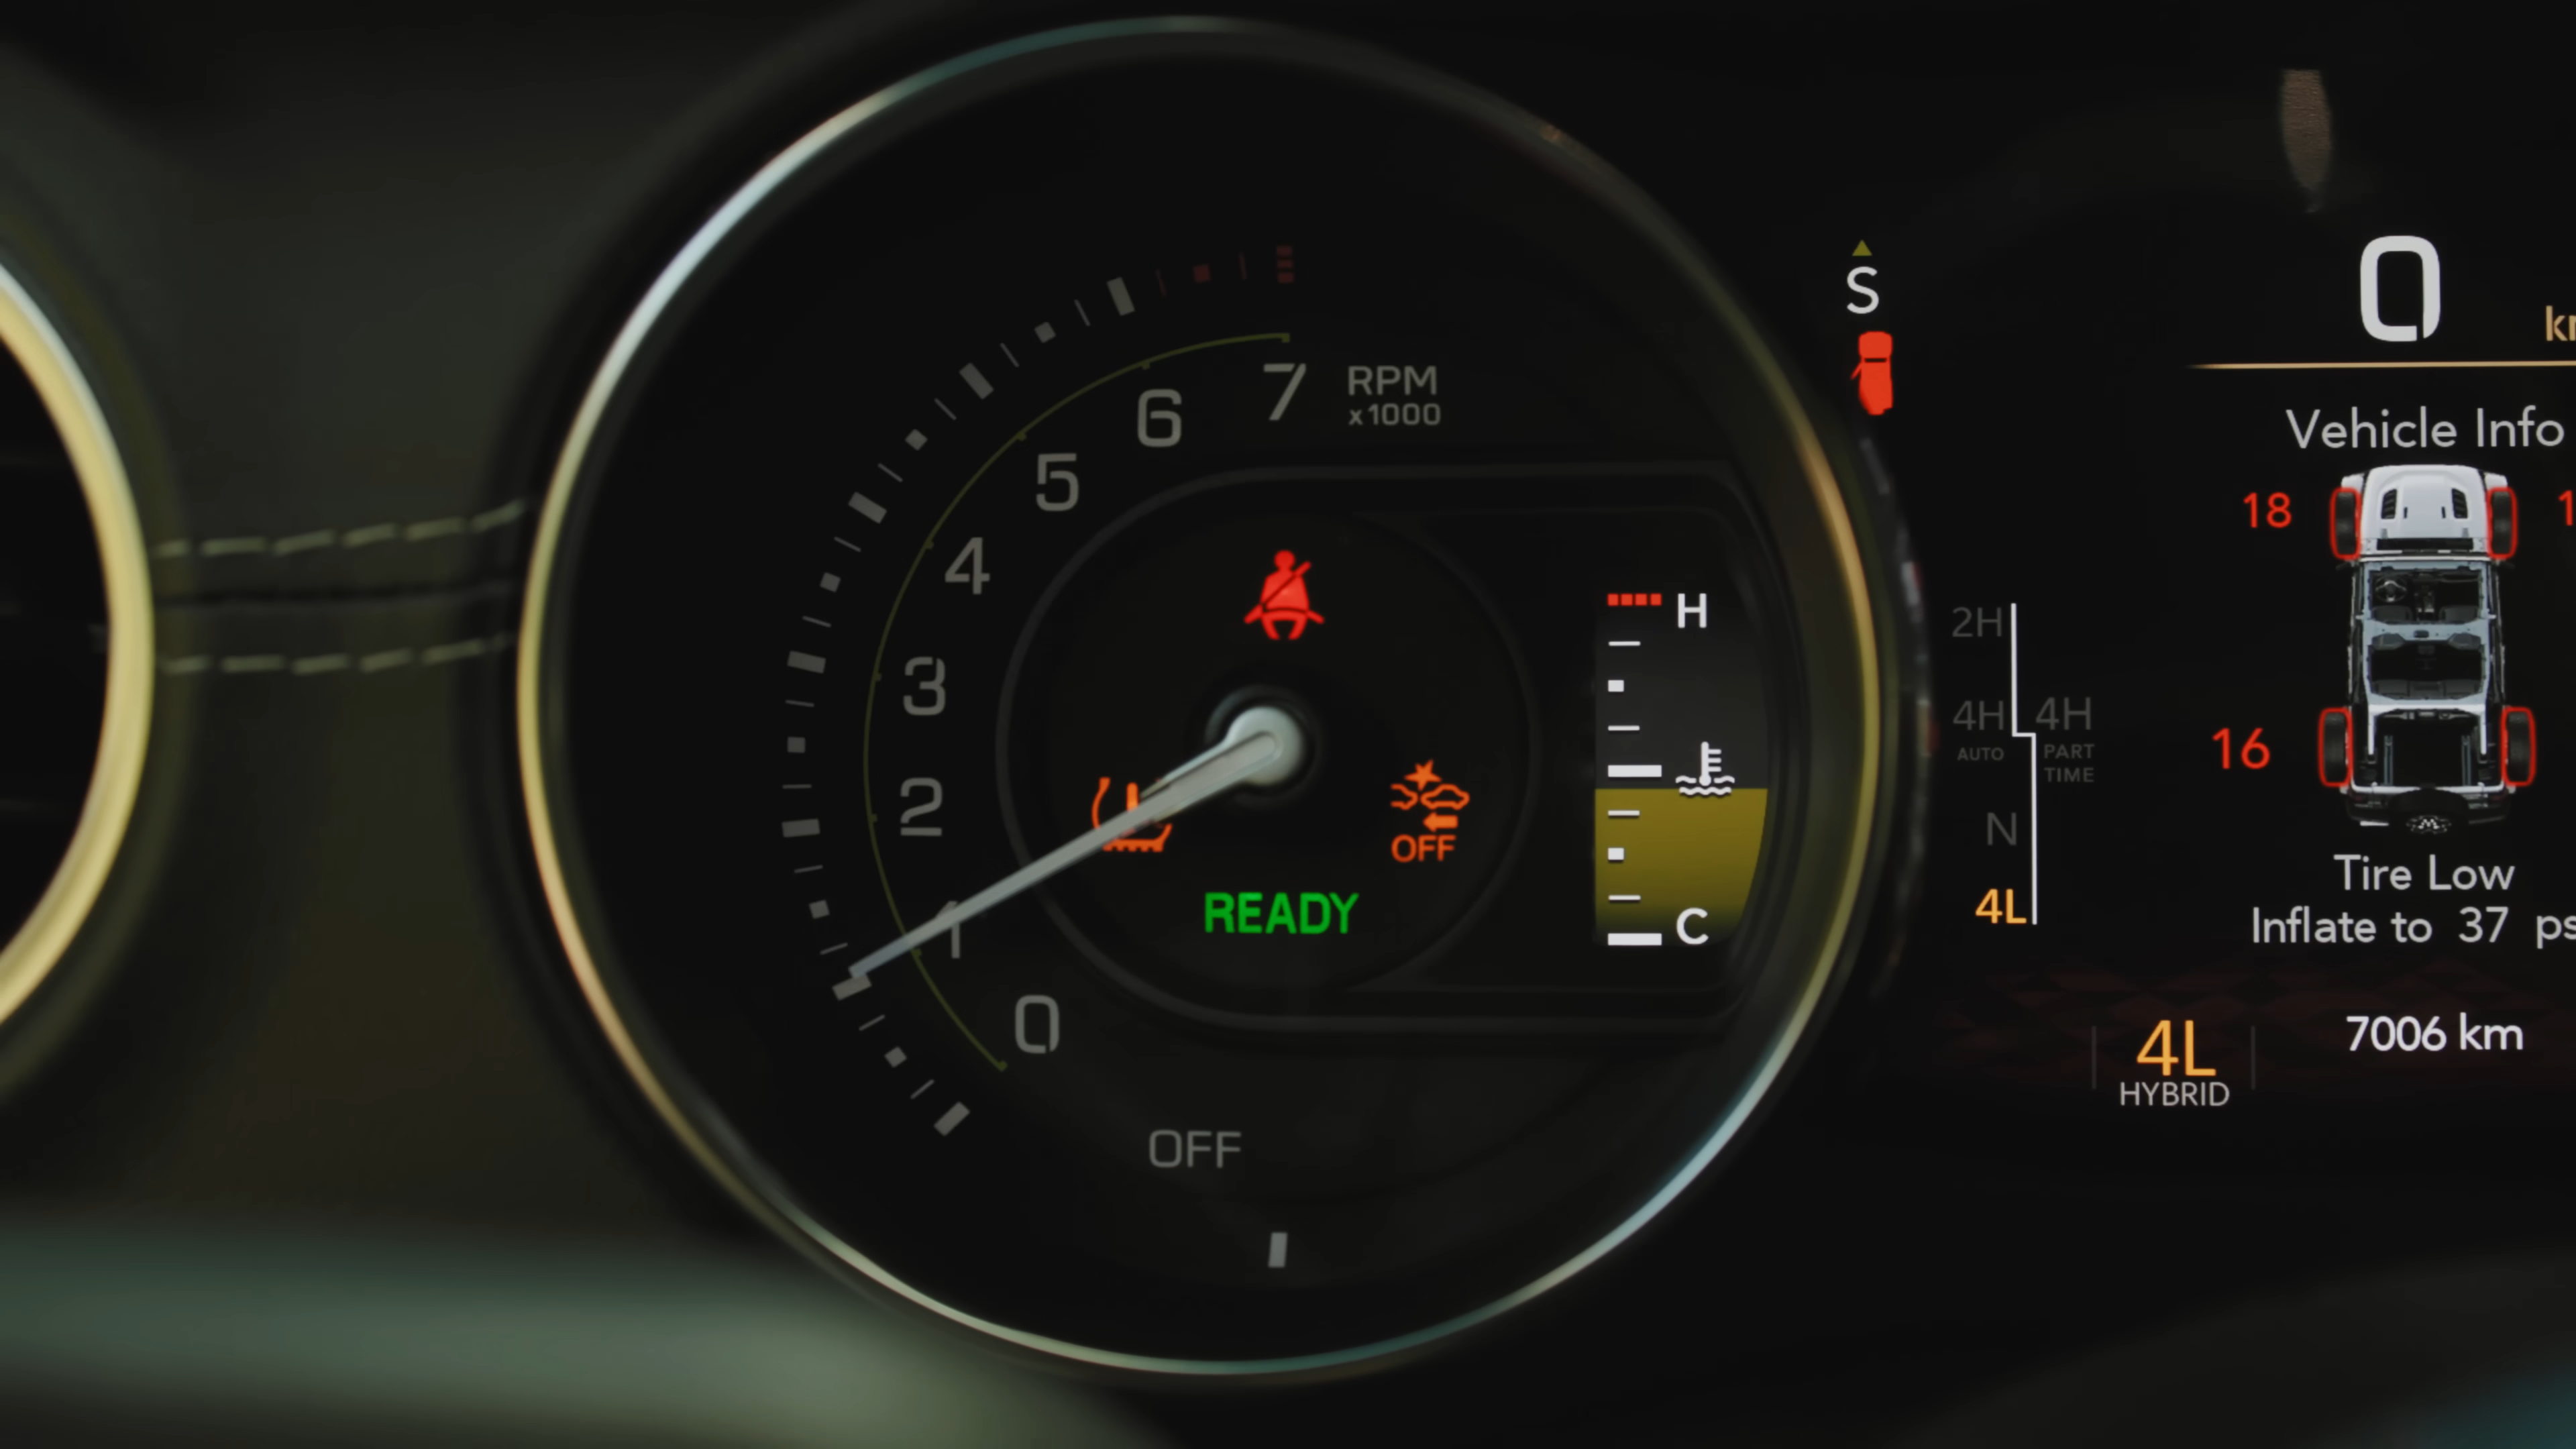 7 RPM
x1000
6
5
4
3
2
1
0
OFF
OFF
READY
H
C
S
2H
4H
AUTO
4H
PART
TIME
N
4L
0
Vehicle Info
18
16
Tire Low
Inflate to 37
4L
HYBRID
7006 km